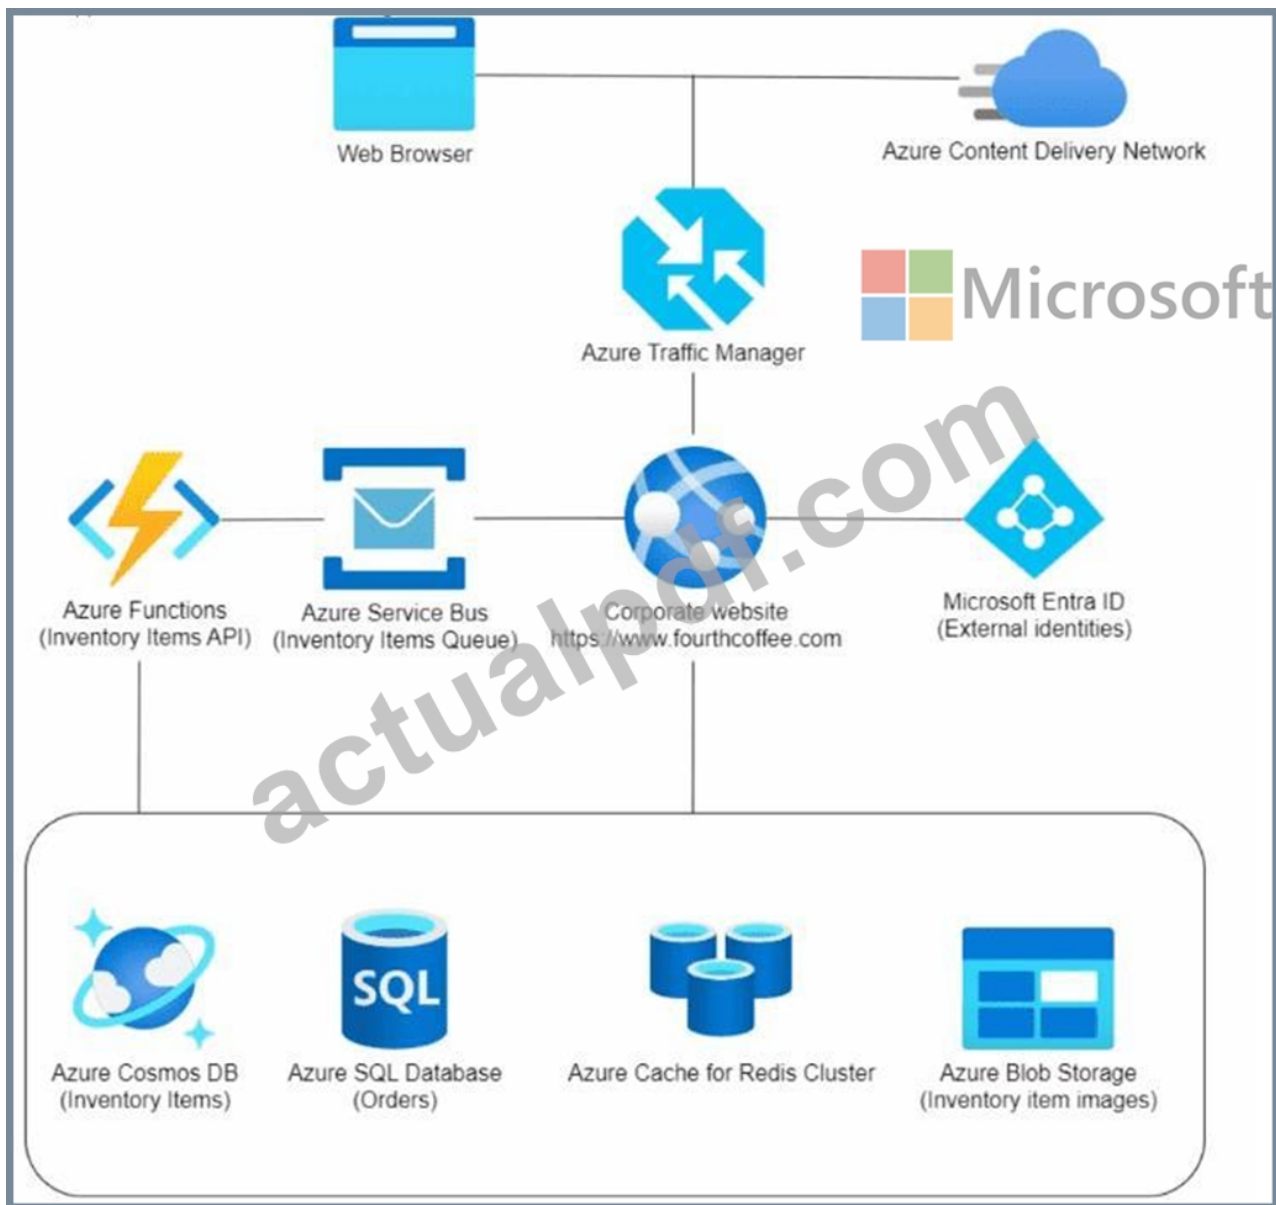 Web Browser
Azure Content Delivery Network
Azure Traffic Manager
Microsoft
Azure Functions
(Inventory Items API)
Azure Service Bus
(Inventory Items Queue)
Corporate website
https://www.fourthcoffee.com
Microsoft Entra ID
(External identities)
actualpdf.com
SQL
Azure Cosmos DB
(Inventory Items)
Azure SQL Database
(Orders)
Azure Cache for Redis Cluster
Azure Blob Storage
(Inventory item images)